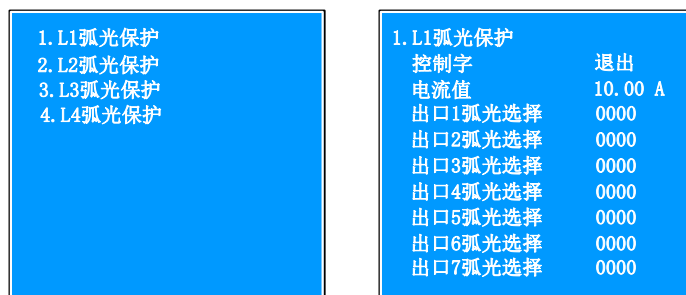 1.L1弧光保护
2.L2弧光保护
3.L3弧光保护
4.L4弧光保护
1.L1弧光保护
控制字 退出
电流值 10.00 A
出口1弧光选择 0000
出口2弧光选择 0000
出口3弧光选择 0000
出口4弧光选择 0000
出口5弧光选择 0000
出口6弧光选择 0000
出口7弧光选择 0000